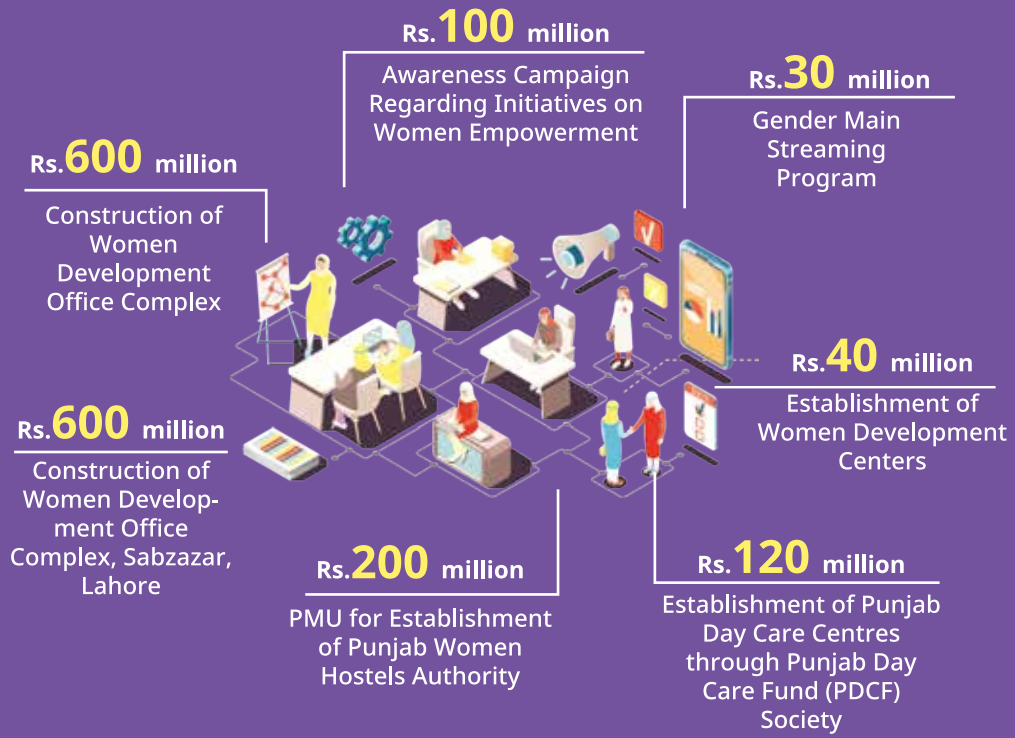 Rs.100 million
Awareness Campaign
Regarding Initiatives on
Women Empowerment
Rs.30 million
Gender Main
Streaming
Program
Rs.600 million
Construction of
Women
Development
Office Complex
Rs.40 million
Establishment of
Women Development
Centers
Rs.600 million
Construction of
Women Develop-
ment Office
Complex, Sabzazar,
Lahore
Rs.200 million
PMU for Establishment
of Punjab Women
Hostels Authority
Rs.120 million
Establishment of Punjab
Day Care Centres
through Punjab Day
Care Fund (PDCF)
Society